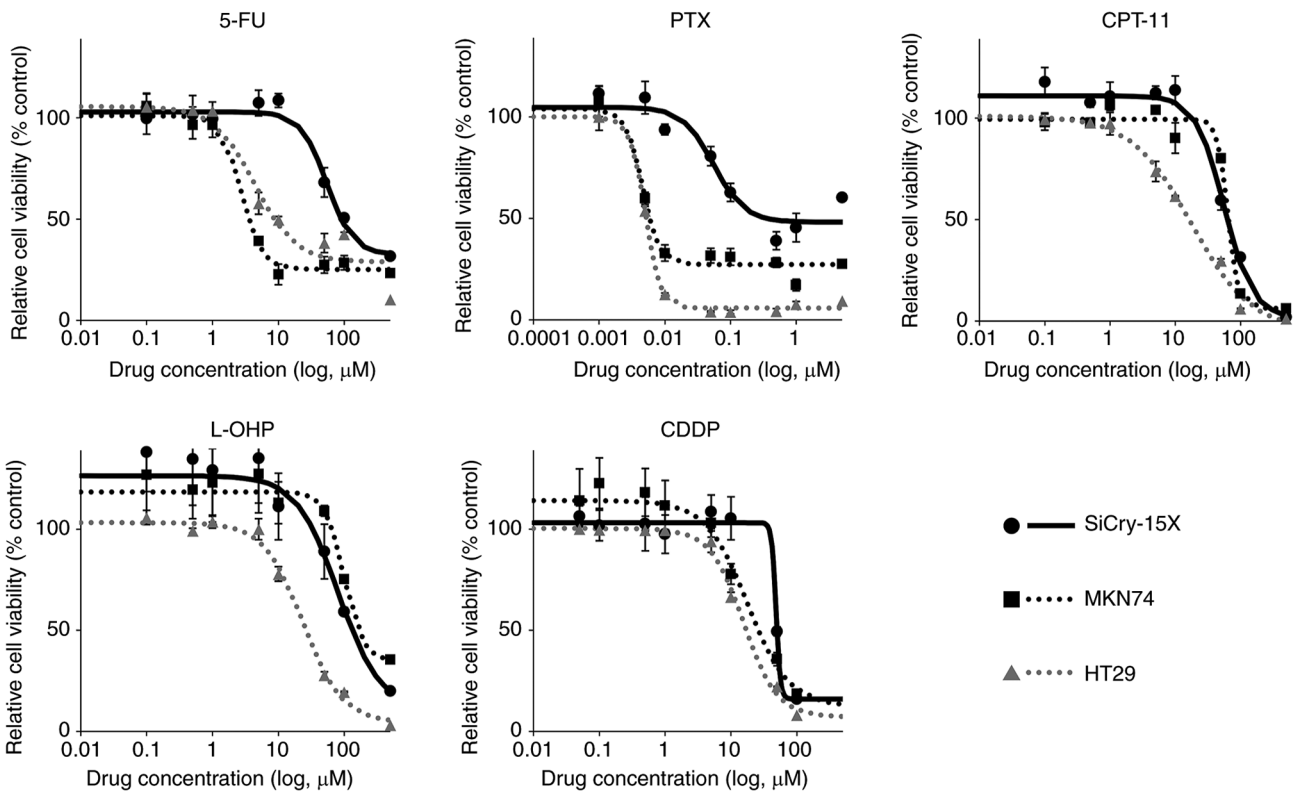 5-FU
Relative cell viability (% control)
100
50
0
0.01 0.1 1 10 100
Drug concentration (log, μM)
PTX
Relative cell viability (% control)
100
50
0
0.0001 0.001 0.01 0.1 1
Drug concentration (log, μM)
CPT-11
Relative cell viability (% control)
100
50
0
0.01 0.1 1 10 100
Drug concentration (log, μM)
L-OHP
Relative cell viability (% control)
100
50
0
0.01 0.1 1 10 100
Drug concentration (log, μM)
CDDP
Relative cell viability (% control)
100
50
0
0.01 0.1 1 10 100
Drug concentration (log, μM)
SiCry-15X
MKN74
HT29